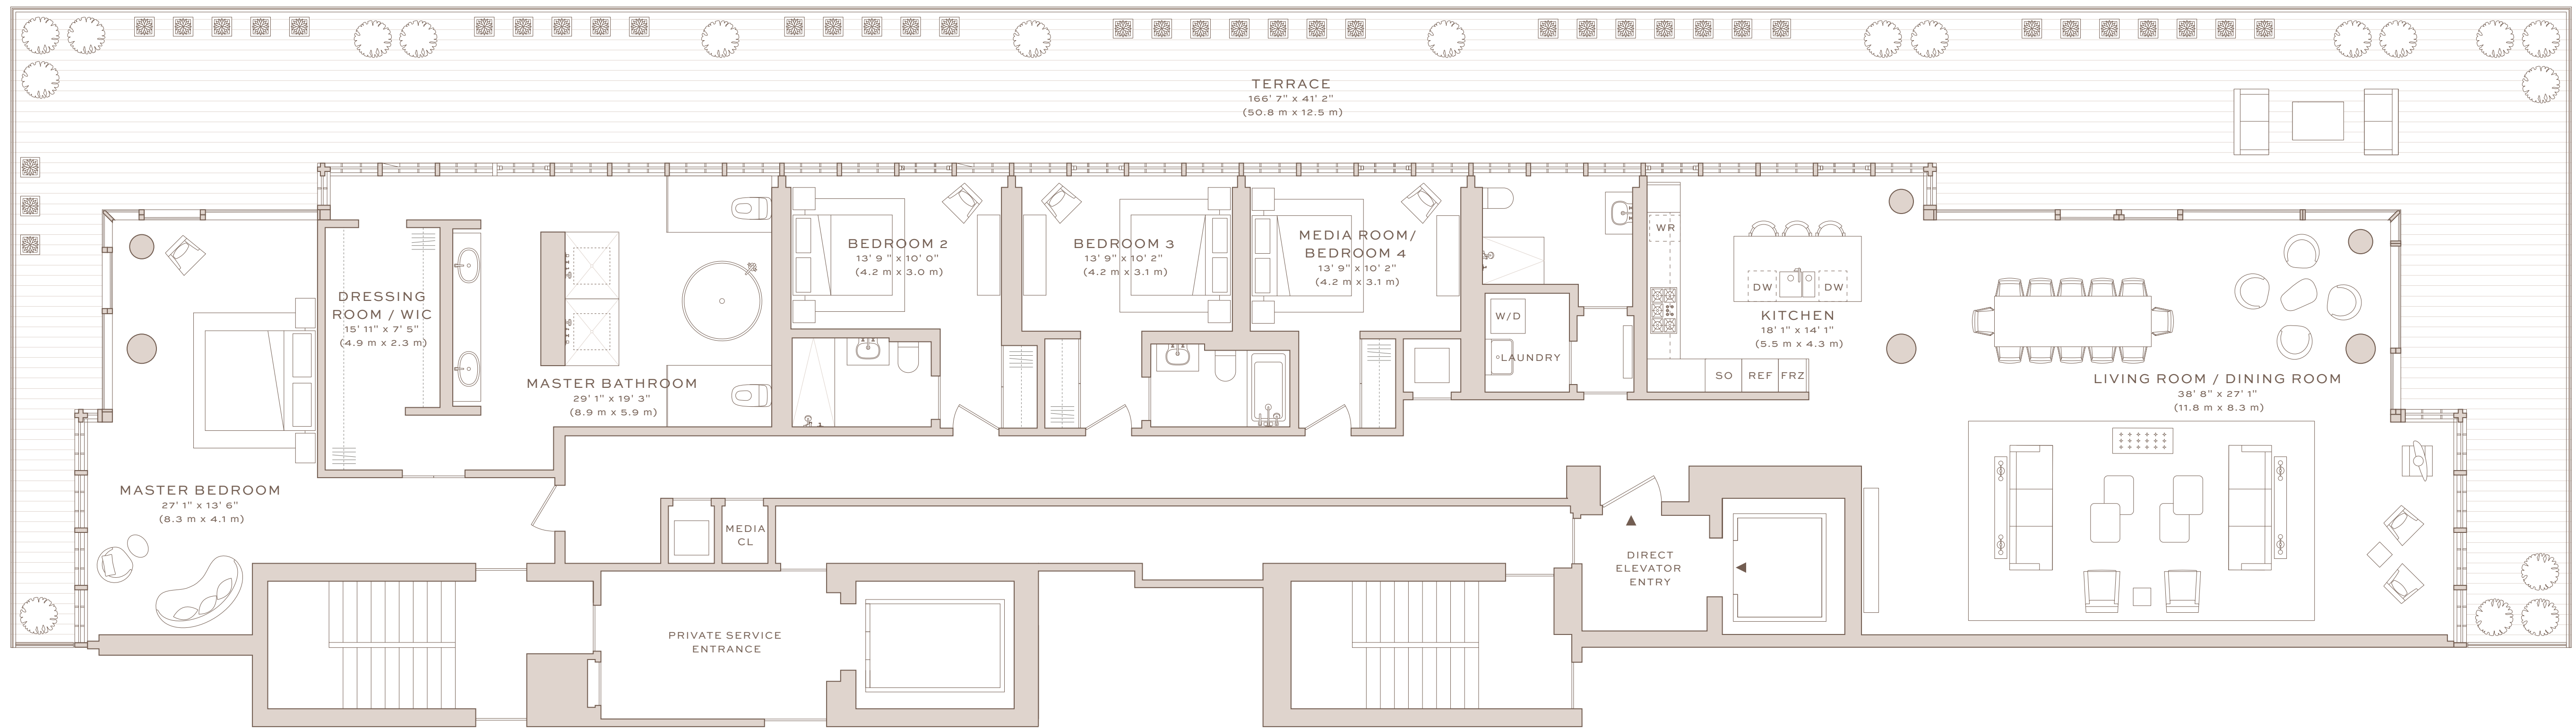 TERRACE
166' 7" x 41' 2"
(50.8 m x 12.5 m)
DRESSING
ROOM / WIC
15' 11" x 7' 5"
(4.9 m x 2.3 m)
MASTER BATHROOM
29' 1" x 19' 3"
(8.9 m x 5.9 m)
BEDROOM 2
13' 9 " x 10' 0"
(4.2 m x 3.0 m)
BEDROOM 3
13' 9" x 10' 2"
(4.2 m x 3.1 m)
MEDIA ROOM/
BEDROOM 4
13' 9" x 10' 2"
(4.2 m x 3.1 m)
W/D
LAUNDRY
WR
DW
DW
KITCHEN
18' 1" x 14' 1"
(5.5 m x 4.3 m)
SO
REF
FRZ
LIVING ROOM / DINING ROOM
38' 8" x 27' 1"
(11.8 m x 8.3 m)
MASTER BEDROOM
27' 1" x 13' 6"
(8.3 m x 4.1 m)
MEDIA
CL
DIRECT
ELEVATOR
ENTRY
PRIVATE SERVICE
ENTRANCE